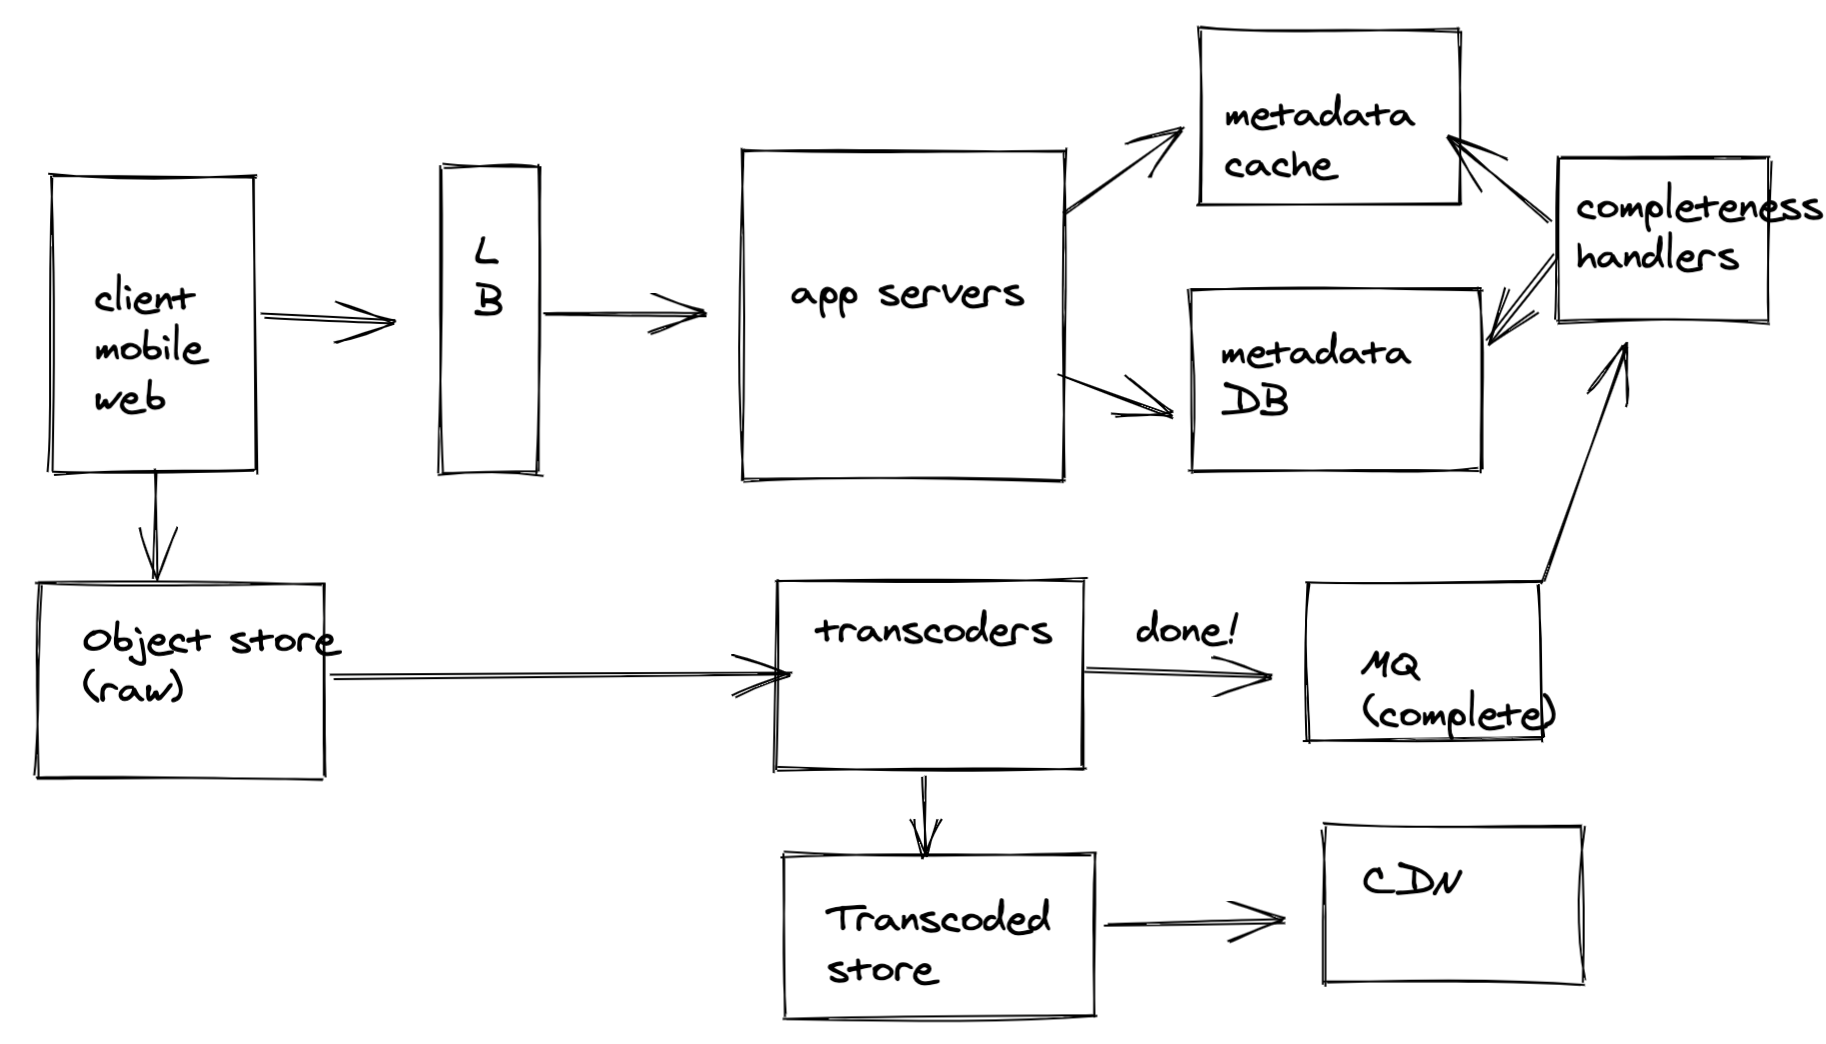 client
mobile
web
L
B
app servers
metadata
cache
metadata
DB
completeness
handlers
Object store
(raw)
transcoders
done!
MQ
(complete)
Transcoded
store
CDN